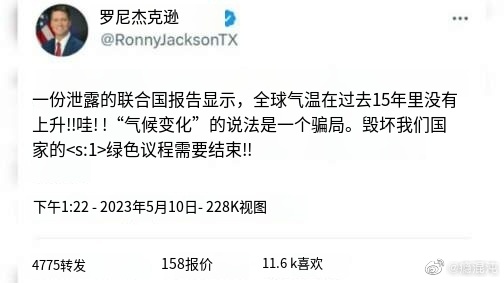 罗尼杰克逊
@RonnyJacksonTX
一份泄露的联合国报告显示，全球气温在过去15年里没有
上升!!哇!！“气候变化”的说法是一个骗局。毁坏我们国
家的<s:1>绿色议程需要结束!!
下午1:22 - 2023年5月10日- 228K视图
4775转发
158报价
11.6 k喜欢